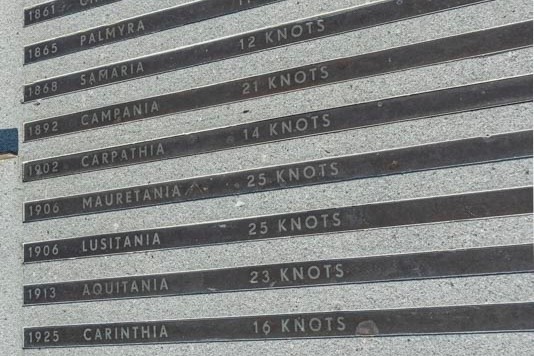 1861
1865 PALMYRA
1868 SAMARIA 12 KNOTS
1892 CAMPANIA 21 KNOTS
1902 CARPATHIA 14 KNOTS
1906 MAURETANIA 25 KNOTS
1906 LUSITANIA 25 KNOTS
1913 AQUITANIA 23 KNOTS
1925 CARINTHIA 16 KNOTS